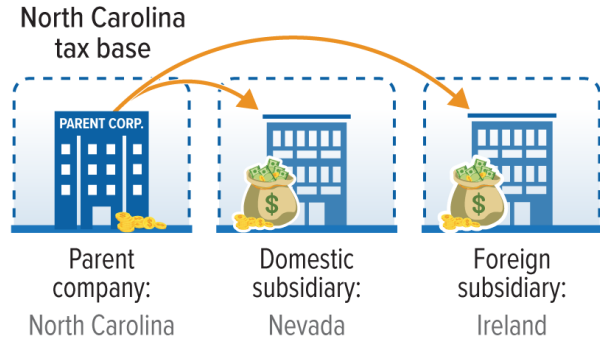 North Carolina
tax base
PARENT CORP.
$
$
Parent
company:
North Carolina
Domestic
subsidiary:
Nevada
Foreign
subsidiary:
Ireland